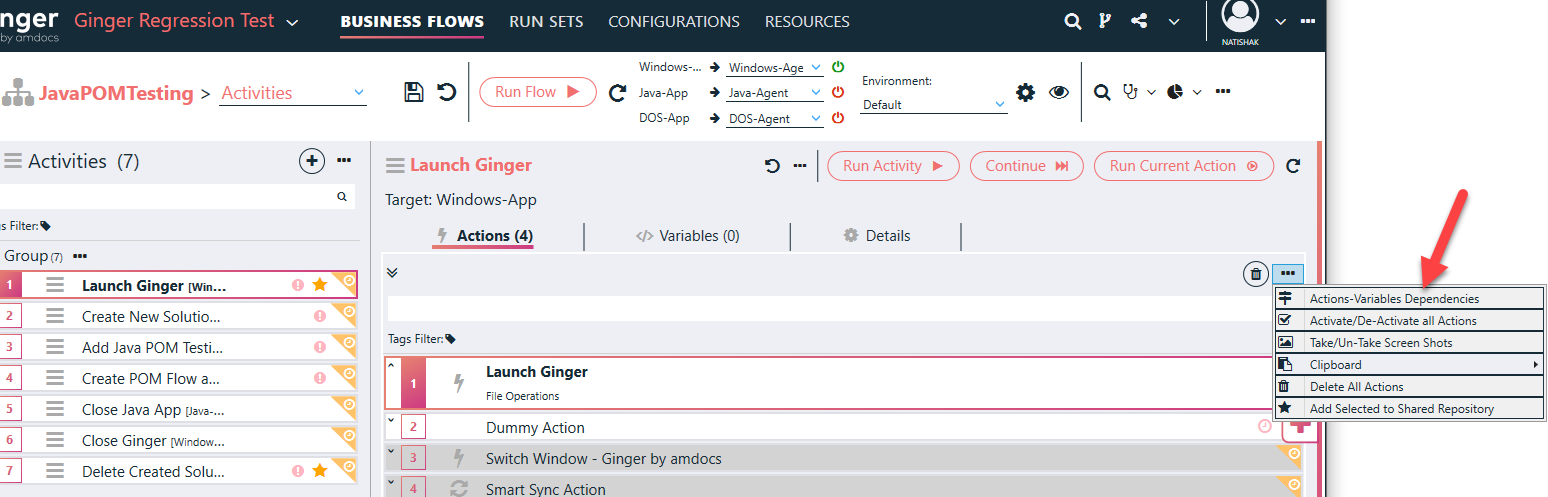 nger
by amdocs
Ginger Regression Test
BUSINESS FLOWS
RUN SETS
CONFIGURATIONS
RESOURCES
NATISHAK
JavaPOMTesting > Activities
Run Flow
Windows-... Windows-Age
Java-App Java-Agent
DOS-App DOS-Agent
Environment:
Default
Activities (7)
s Filter:
Group (7)
1 Launch Ginger [Win...
2 Create New Solutio...
3 Add Java POM Testi...
4 Create POM Flow a...
5 Close Java App [Java-...
6 Close Ginger [Window...
7 Delete Created Solu...
Launch Ginger
Run Activity
Continue
Run Current Action
Target: Windows-App
Actions (4)
Variables (0)
Details
Tags Filter:
1 Launch Ginger
File Operations
2 Dummy Action
3 Switch Window - Ginger by amdocs
4 Smart Sync Action
Actions-Variables Dependencies
Activate/De-Activate all Actions
Take/Un-Take Screen Shots
Clipboard
Delete All Actions
Add Selected to Shared Repository